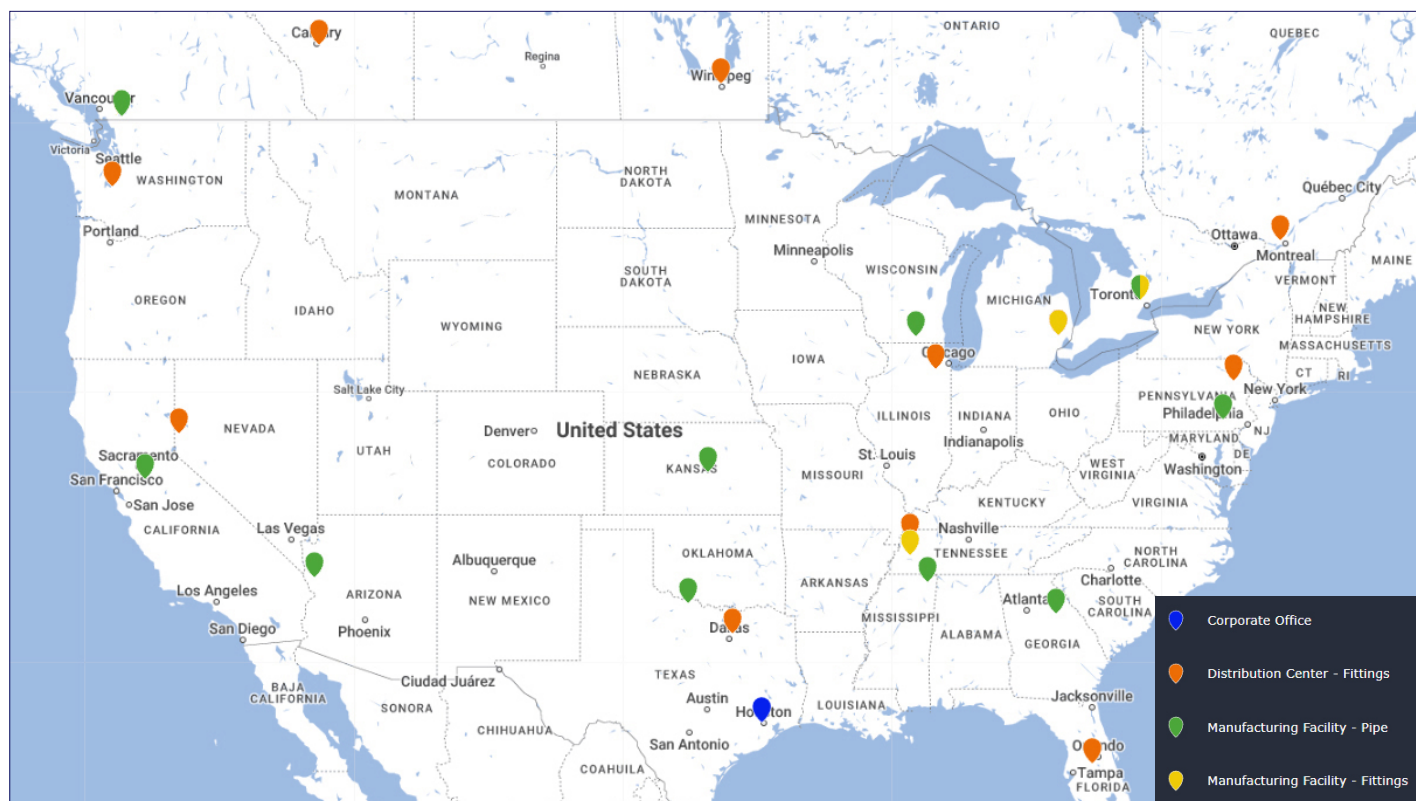 ONTARIO
QUEBEC
Calgary
Regina
Winnipeg
Vancouver
Victoria
Seattle
WASHINGTON
MONTANA
NORTH
DAKOTA
MINNESOTA
Québec City
Portland
Minneapolis
Ottawa
Montreal
MAINE
WISCONSIN
SOUTH
DAKOTA
VERMONT
OREGON
IDAHO
MICHIGAN
Toronto
NEW
HAMPSHIRE
WYOMING
NEW YORK
MASSACHUSETTS
IOWA
Chicago
NEBRASKA
CT
RI
Salt Lake City
PENNSYLVANIA
New York
Philadelphia
ILLINOIS
INDIANA
OHIO
NEVADA
Denver
United States
Indianapolis
NJ
MARYLAND
UTAH
COLORADO
Sacramento
KANSAS
St. Louis
DE
San Francisco
MISSOURI
WEST
VIRGINIA
Washington
San Jose
KENTUCKY
VIRGINIA
CALIFORNIA
Las Vegas
Nashville
TENNESSEE
OKLAHOMA
NORTH
CAROLINA
Albuquerque
Charlotte
ARKANSAS
Los Angeles
ARIZONA
NEW MEXICO
Atlanta
SOUTH
CAROLINA
MISSISSIPPI
Phoenix
San Diego
Dallas
ALABAMA
GEORGIA
TEXAS
Ciudad Juárez
BAJA
CALIFORNIA
SONORA
Austin
Jacksonville
LOUISIANA
Houston
CHIHUAHUA
San Antonio
Orlando
COAHUILA
Tampa
FLORIDA
Corporate Office
Distribution Center - Fittings
Manufacturing Facility - Pipe
Manufacturing Facility - Fittings